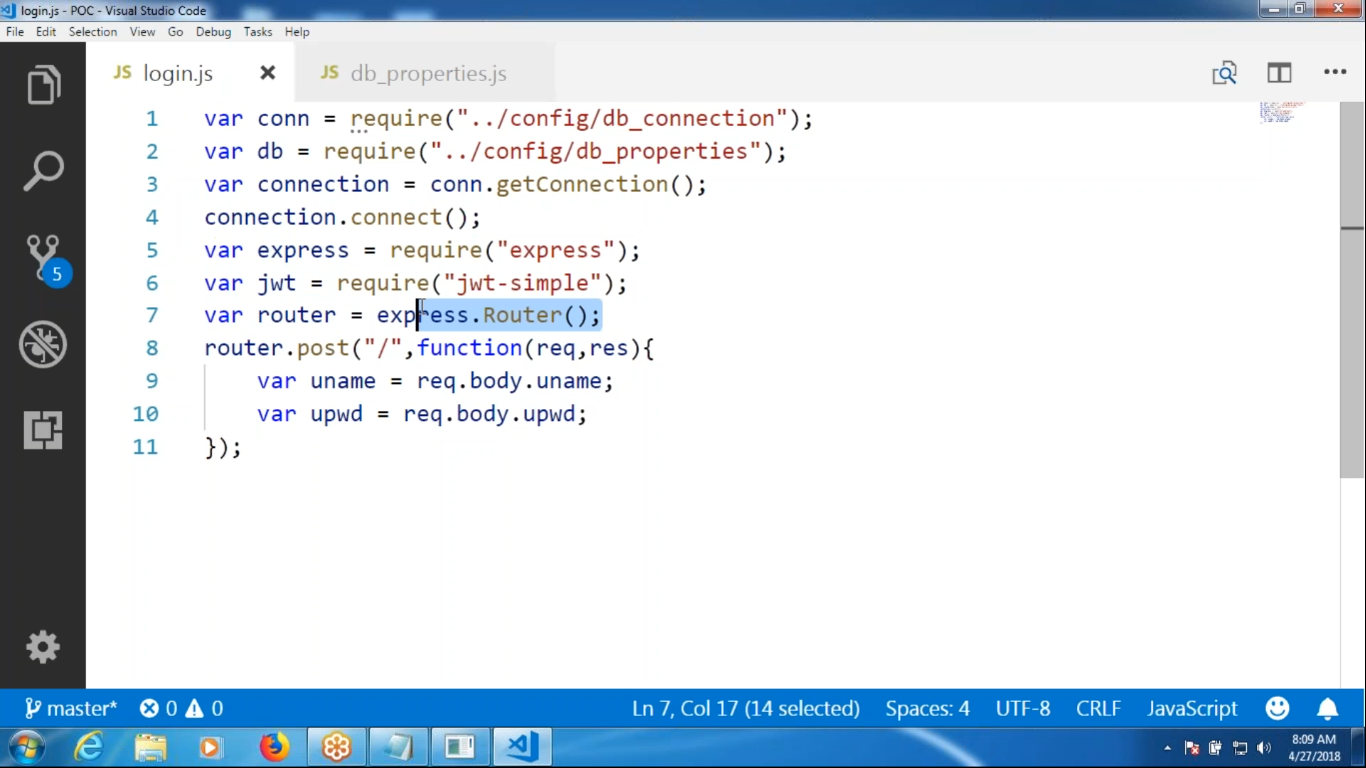 login.js - POC - Visual Studio Code
File Edit Selection View Go Debug Tasks Help
JS login.js JS db_properties.js
1 var conn = require("../config/db_connection");
2 var db = require("../config/db_properties");
3 var connection = conn.getConnection();
4 connection.connect();
5 var express = require("express");
6 var jwt = require("jwt-simple");
7 var router = express.Router();
8 router.post("/",function(req,res){
9 var uname = req.body.uname;
10 var upwd = req.body.upwd;
11 });
5
master* 0 0 Ln 7, Col 17 (14 selected) Spaces: 4 UTF-8 CRLF JavaScript
8:09 AM
4/27/2018